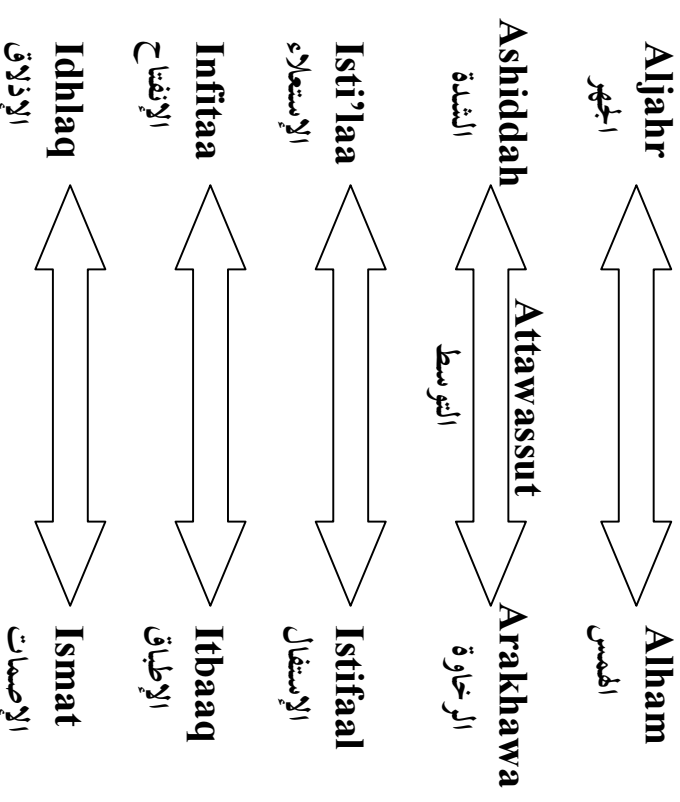 Aljahr
الجهر
Alham
الهمس
Ashiddah
الشدة
Attawassut
التوسط
Arakhawa
الرخاوة
Isti’laa
الإستعلاء
Istifaal
الإستفال
Infitaa
الإنفتاح
Itbaaq
الإطباق
Idhlaq
الإذلاق
Ismat
الإصمات